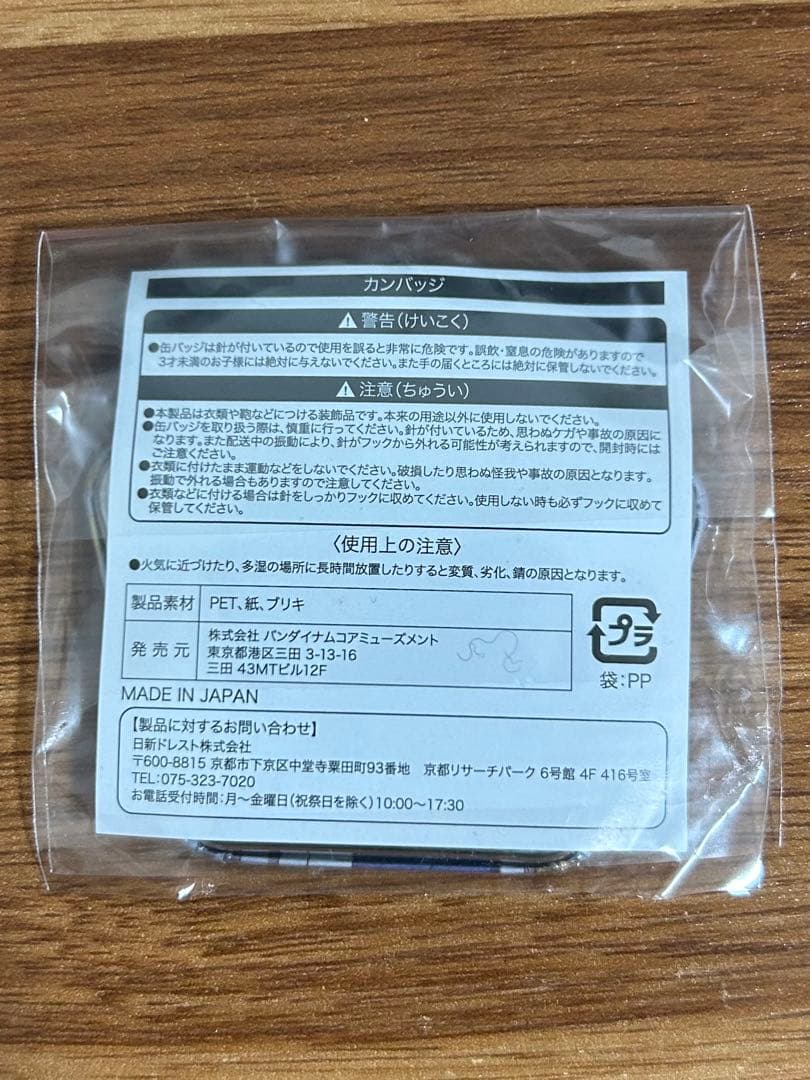 カンバッジ
⚠警告(けいこく)
●缶バッジは針が付いているので使用を誤ると非常に危険です。誤飲・窒息の危険がありますので
3才未満のお子様には絶対に与えないでください。また手の届くところには絶対に保管しないでください。
⚠注意(ちゅうい)
●本製品は衣類や鞄などにつける装飾品です。本来の用途以外に使用しないでください。
●缶バッジを取り扱う際は、慎重に行ってください。針が付いているため、思わぬケガや事故の原因に
なります。また配送中の振動により、針がフックから外れる可能性が考えられますので、開封時には
ご注意ください。
●衣類に付けたまま運動などをしないでください。破損したり思わぬ怪我や事故の原因となります。
振動で外れる場合もありますので注意してください。
●衣類などに付ける場合は針をしっかりフックに収めてください。使用しない時も必ずフックに収めて
保管してください。
〈使用上の注意〉
●火気に近づけたり、多湿の場所に長時間放置したりすると変質、劣化、錆の原因となります。
製品素材 PET、紙、ブリキ
発売元 株式会社 バンダイナムコアミューズメント
東京都港区三田 3-13-16
三田 43MTビル12F
プラ
袋:PP
MADE IN JAPAN
【製品に対するお問い合わせ】
日新ドレスト株式会社
〒600-8815 京都市下京区中堂寺粟田町93番地 京都リサーチパーク 6号館 4F 416号室
TEL:075-323-7020
お電話受付時間:月~金曜日(祝祭日を除く)10:00~17:30